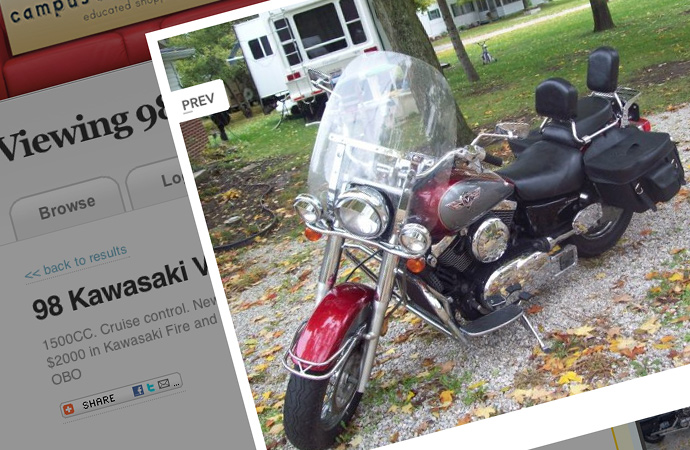 campus
educated shopp
PREV
Viewing 98
Browse
Lo
<< back to results
98 Kawasaki V
1500CC. Cruise control. New
$2000 in Kawasaki Fire and
OBO
SHARE